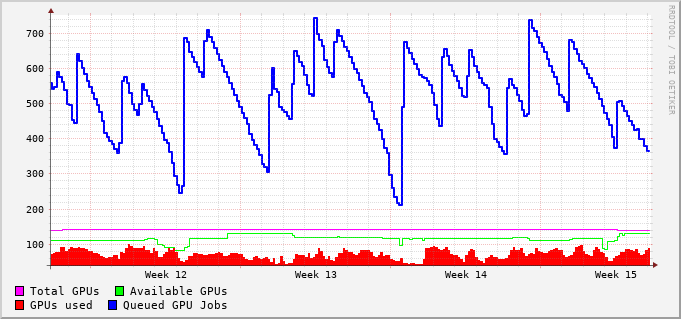 RRDTOOL / TOBI OETIKER
700
600
500
400
300
200
100
Week 12 Week 13 Week 14 Week 15
Total GPUs Available GPUs
GPUs used Queued GPU Jobs